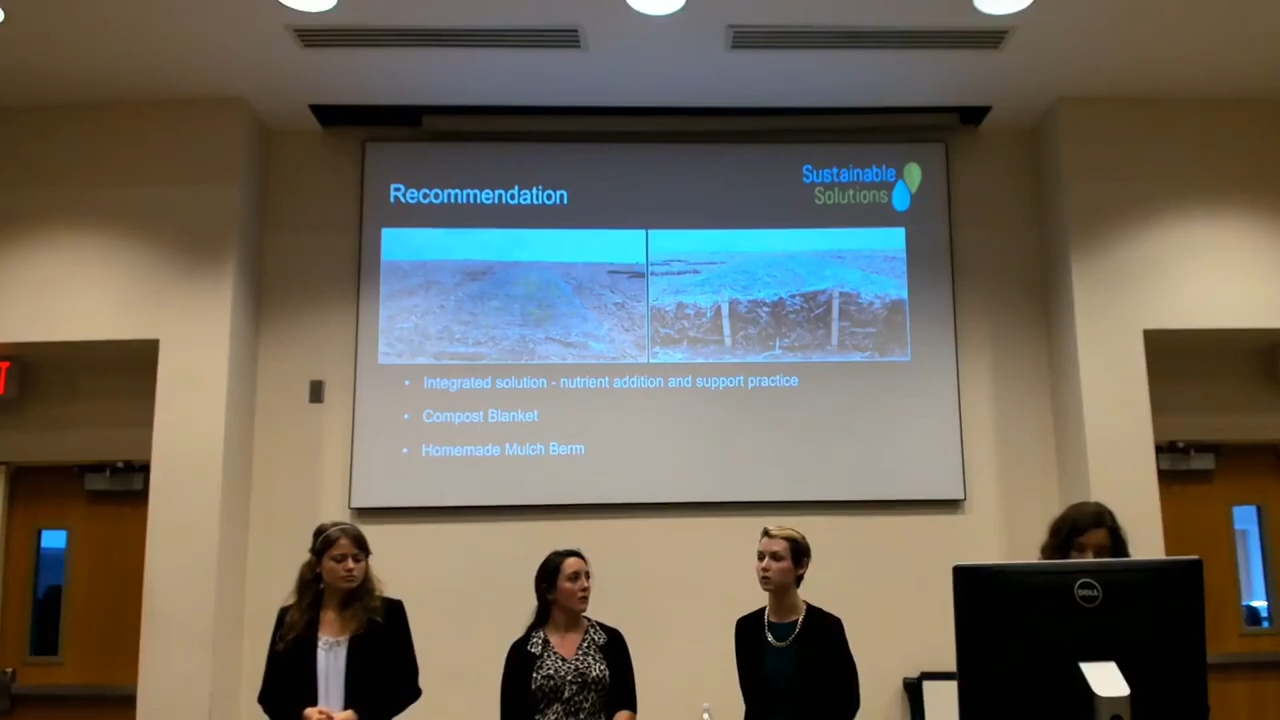 Recommendation
Sustainable
Solutions
• Integrated solution - nutrient addition and support practice
• Compost Blanket
• Homemade Mulch Berm
DELL